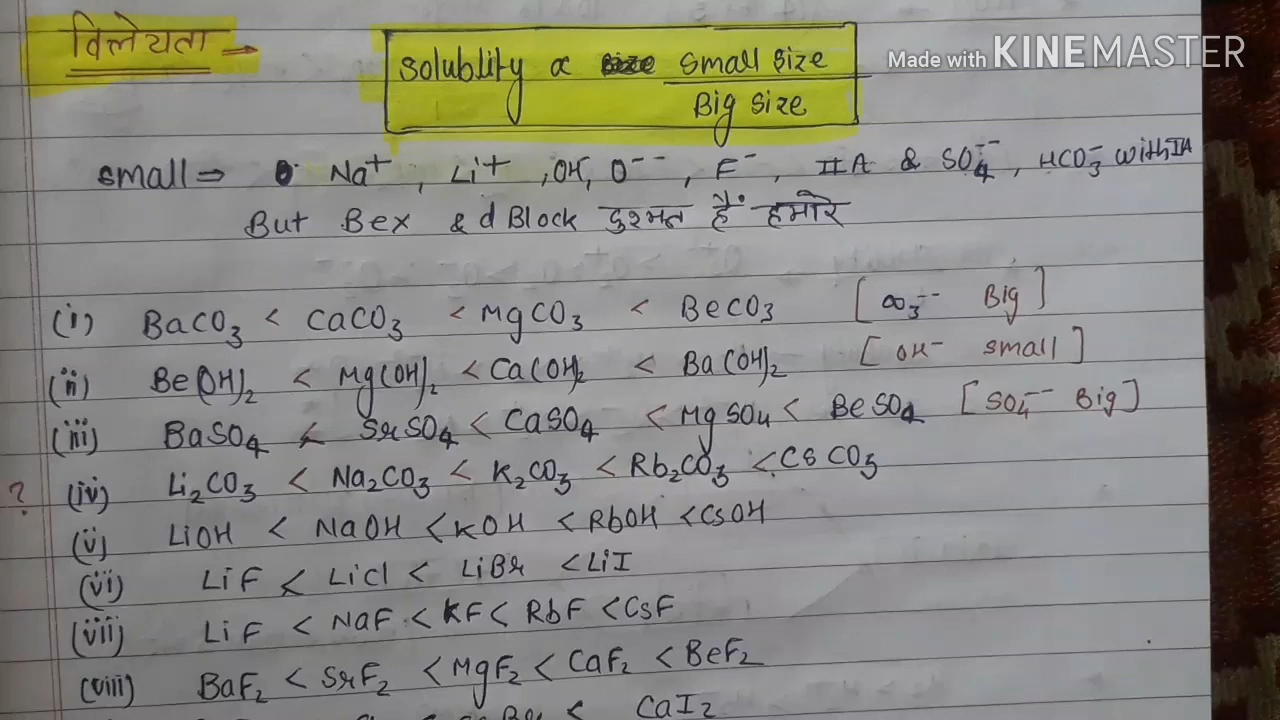 विलेयता →
Made with KINEMASTER
Solublity ∝ Small size / Big size
small ⇒ Na⁺, Li⁺, OH, O⁻⁻, F⁻, IIA & SO₄⁻⁻, HCO₃⁻ with IA
But Bex & d Block दुश्मन हैं हमारे
(i) BaCO₃ < CaCO₃ < MgCO₃ < BeCO₃ [CO₃⁻⁻ Big]
(ii) Be(OH)₂ < Mg(OH)₂ < Ca(OH)₂ < Ba(OH)₂ [OH⁻ small]
(iii) BaSO₄ < SrSO₄ < CaSO₄ < MgSO₄ < BeSO₄ [SO₄⁻⁻ Big]
? (iv) Li₂CO₃ < Na₂CO₃ < K₂CO₃ < Rb₂CO₃ < CsCO₃
(v) LiOH < NaOH < KOH < RbOH < CsOH
(vi) LiF < LiCl < LiBr < LiI
(vii) LiF < NaF < KF < RbF < CsF
(viii) BaF₂ < SrF₂ < MgF₂ < CaF₂ < BeF₂
< CaI₂